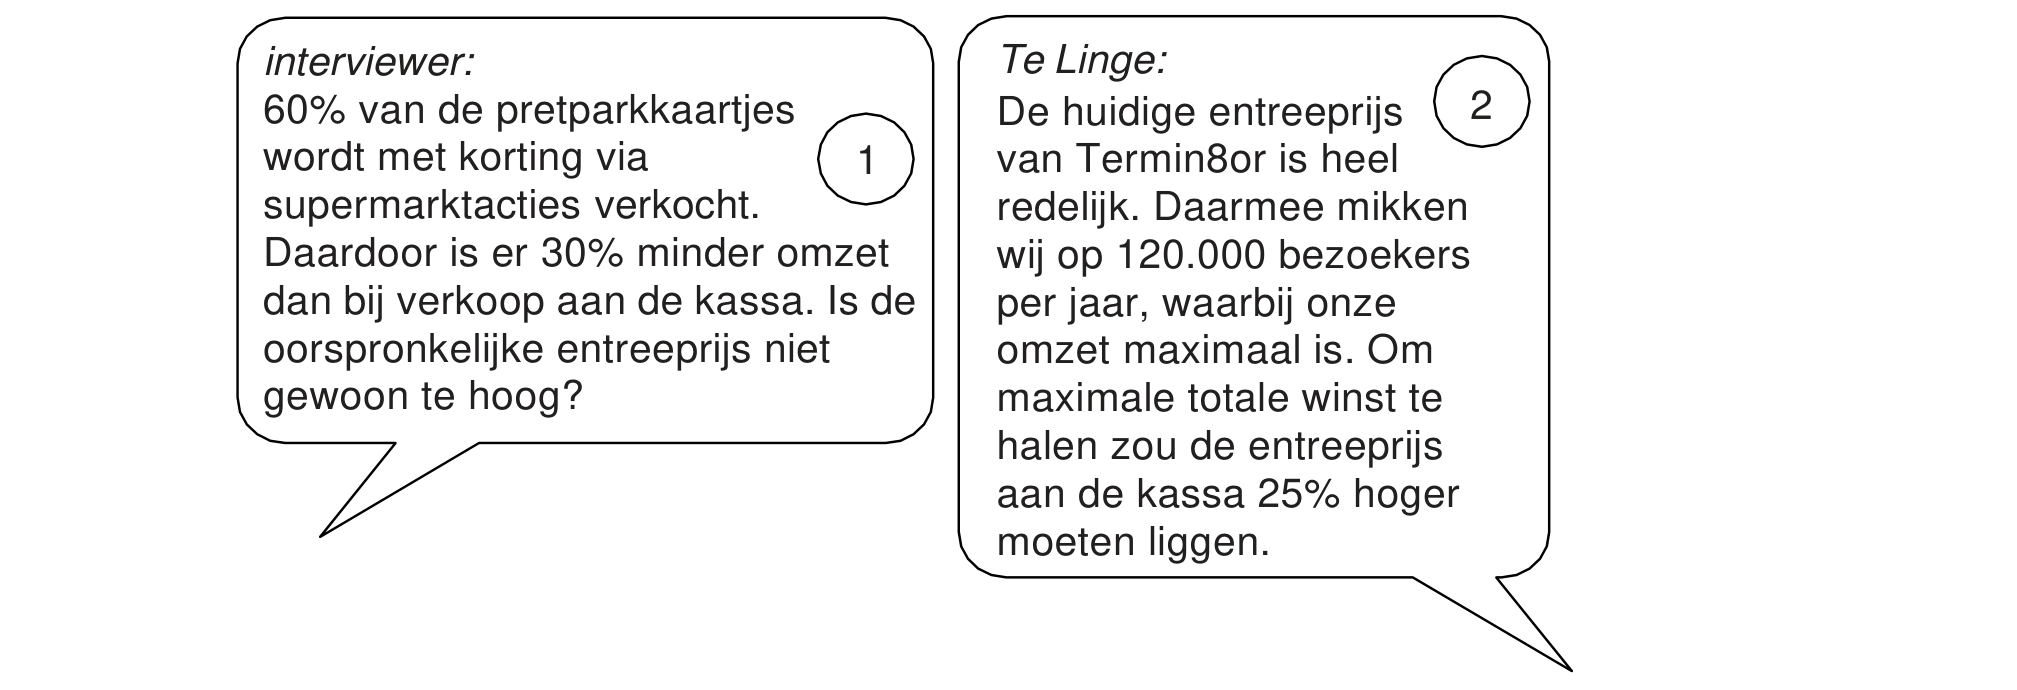 interviewer:
60% van de pretparkkaartjes
wordt met korting via
supermarktacties verkocht.
Daardoor is er 30% minder omzet
dan bij verkoop aan de kassa. Is de
oorspronkelijke entreeprijs niet
gewoon te hoog?
1
Te Linge:
De huidige entreeprijs
van Termin8or is heel
redelijk. Daarmee mikken
wij op 120.000 bezoekers
per jaar, waarbij onze
omzet maximaal is. Om
maximale totale winst te
halen zou de entreeprijs
aan de kassa 25% hoger
moeten liggen.
2